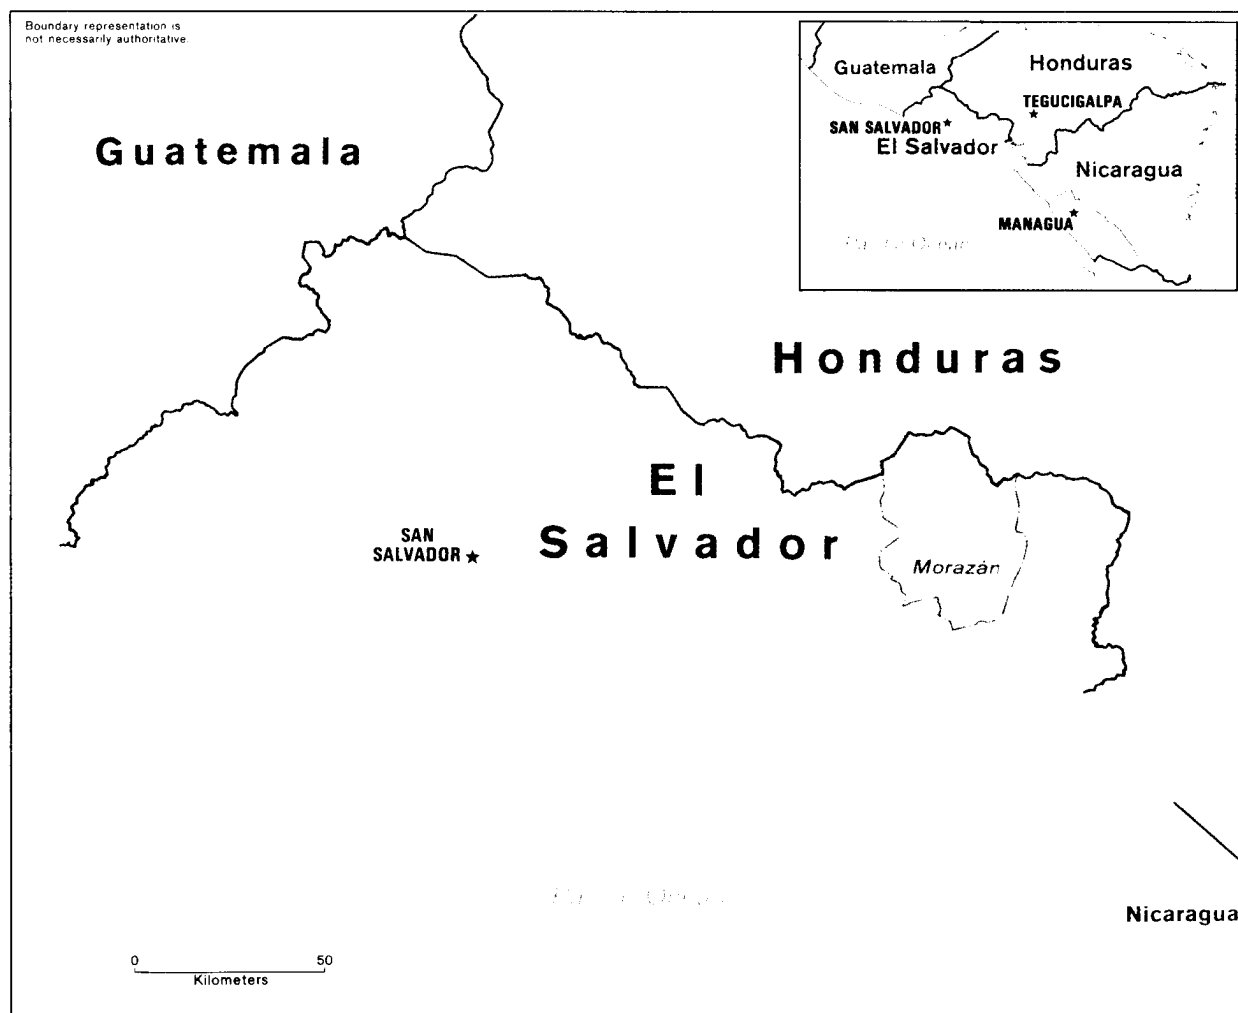 Boundary representation is
not necessarily authoritative.
Guatemala
Honduras
El
Salvador
SAN
SALVADOR
Morazán
Nicaragua
0 50
Kilometers
Guatemala
Honduras
TEGUCIGALPA
SAN SALVADOR
El Salvador
Nicaragua
MANAGUA
Ocean